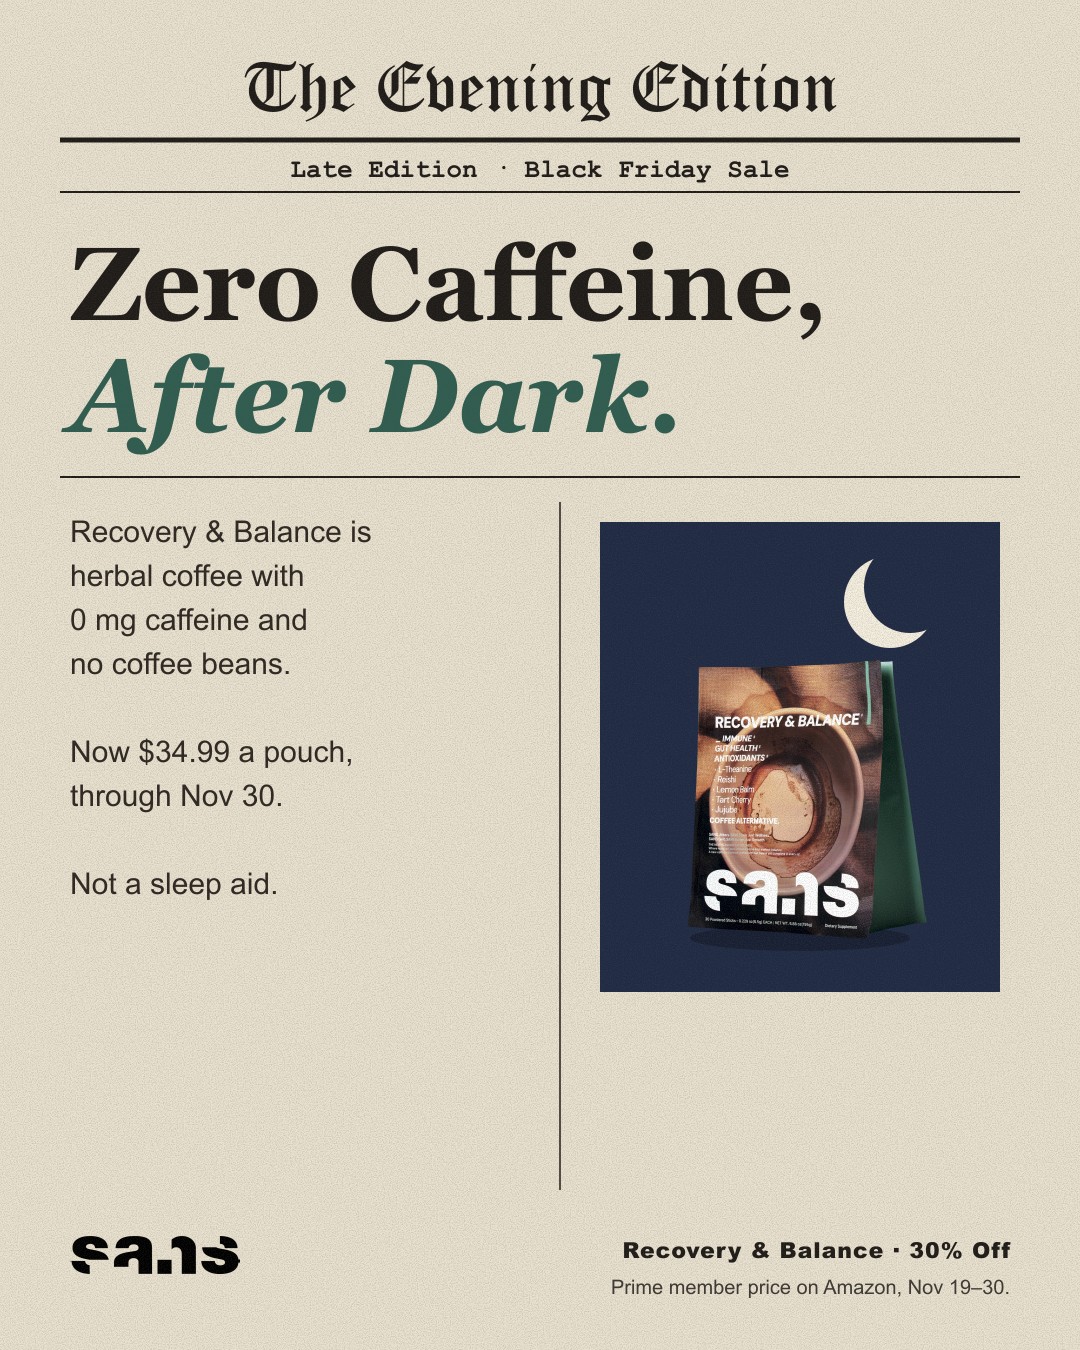 The Evening Edition
Late Edition · Black Friday Sale
Zero Caffeine,
After Dark.
Recovery & Balance is
herbal coffee with
0 mg caffeine and
no coffee beans.
Now $34.99 a pouch,
through Nov 30.
Not a sleep aid.
RECOVERY & BALANCE
IMMUNE
GUT HEALTH
ANTIOXIDANTS
· L-Theanine
· Reishi
· Lemon Balm
· Tart Cherry
· Jujube
COFFEE ALTERNATIVE.
sans
Dietary Supplement
sans
Recovery & Balance · 30% Off
Prime member price on Amazon, Nov 19–30.